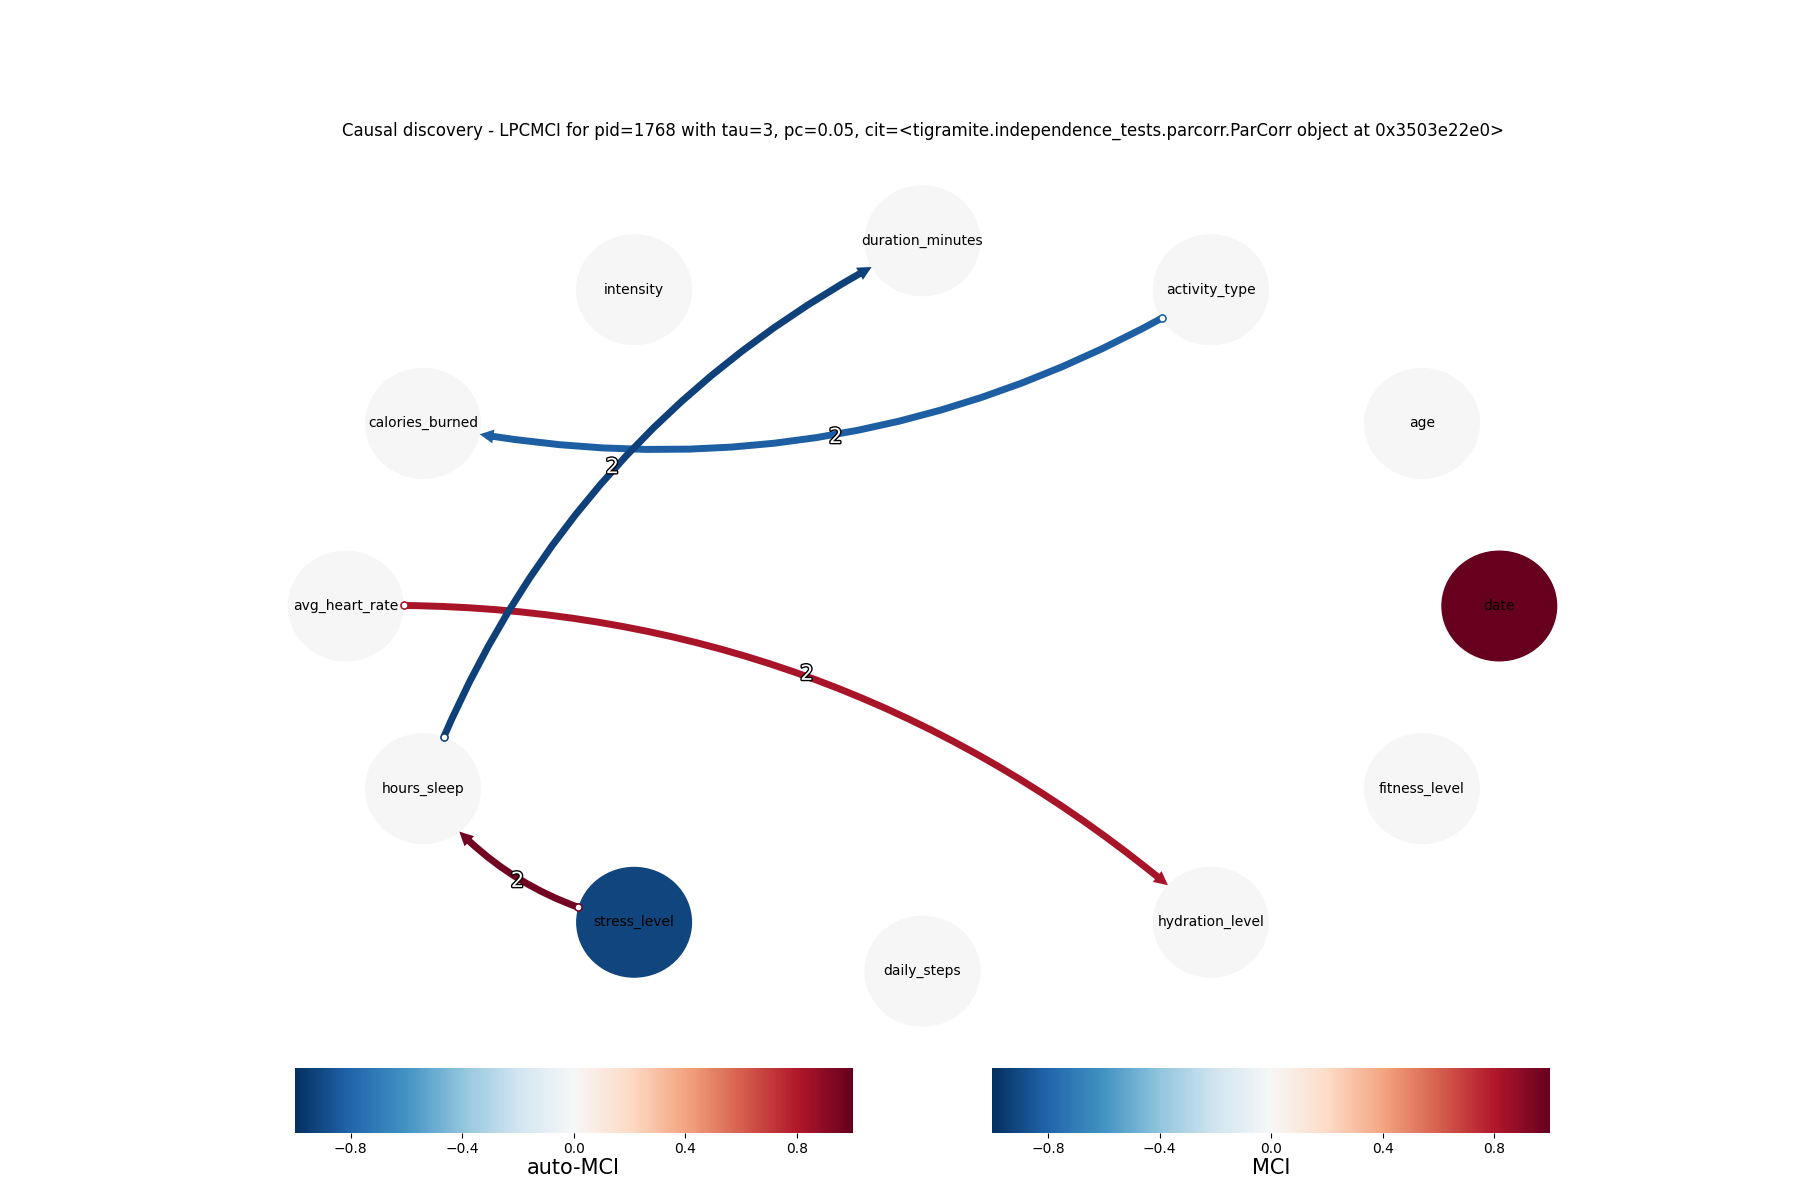 Causal discovery - LPCMCI for pid=1768 with tau=3, pc=0.05, cit=<tigramite.independence_tests.parcorr.ParCorr object at 0x3503e22e0>
duration_minutes
intensity
activity_type
calories_burned
age
2
2
avg_heart_rate
date
2
hours_sleep
fitness_level
2
stress_level
hydration_level
daily_steps
−0.8 −0.4 0.0 0.4 0.8
auto-MCI
−0.8 −0.4 0.0 0.4 0.8
MCI